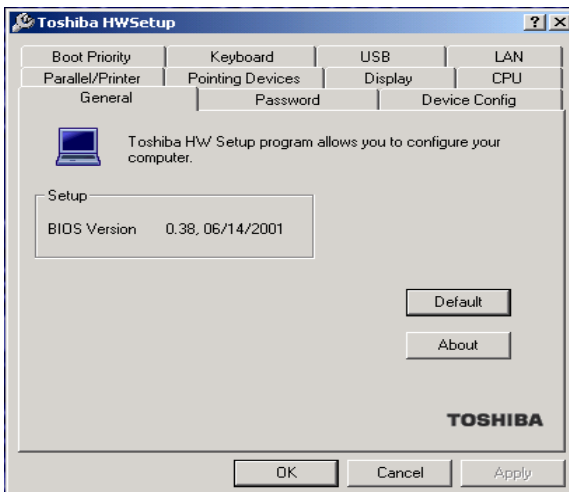 Toshiba HWSetup
Boot Priority Keyboard USB LAN
Parallel/Printer Pointing Devices Display CPU
General Password Device Config
Toshiba HW Setup program allows you to configure your
computer.
Setup
BIOS Version 0.38, 06/14/2001
Default
About
TOSHIBA
OK Cancel Apply